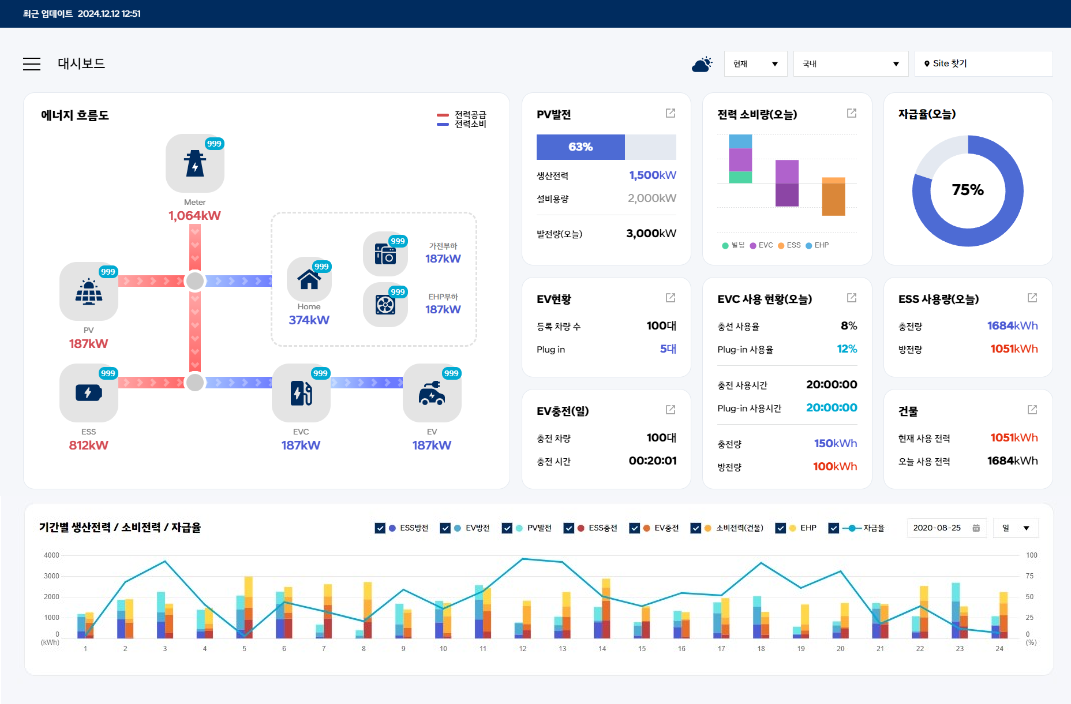 최근 업데이트 2024.12.12 12:51
대시보드
현재
국내
Site 찾기
에너지 흐름도
전력공급
전력소비
999
Meter
1,064kW
999
PV
187kW
999
Home
374kW
999
가전부하
187kW
999
EHP부하
187kW
999
ESS
812kW
999
EVC
187kW
999
EV
187kW
PV발전
63%
생산전력 1,500kW
설비용량 2,000kW
발전량(오늘) 3,000kW
전력 소비량(오늘)
빌딩 EVC ESS EHP
자급율(오늘)
75%
EV현황
등록 차량 수 100대
Plug in 5대
EVC 사용 현황(오늘)
충선 사용율 8%
Plug-in 사용율 12%
충전 사용시간 20:00:00
Plug-in 사용시간 20:00:00
충전량 150kWh
방전량 100kWh
ESS 사용량(오늘)
충전량 1684kWh
방전량 1051kWh
EV충전(일)
충전 차량 100대
충전 시간 00:20:01
건물
현재 사용 전력 1051kWh
오늘 사용 전력 1684kWh
기간별 생산전력 / 소비전력 / 자급율
ESS방전 EV방전 PV발전 ESS충전 EV충전 소비전력(건물) EHP 자급율
2020-08-25
일
4000
3000
2000
1000
0
(kWh)
100
75
50
25
0
(%)
1 2 3 4 5 6 7 8 9 10 11 12 13 14 15 16 17 18 19 20 21 22 23 24